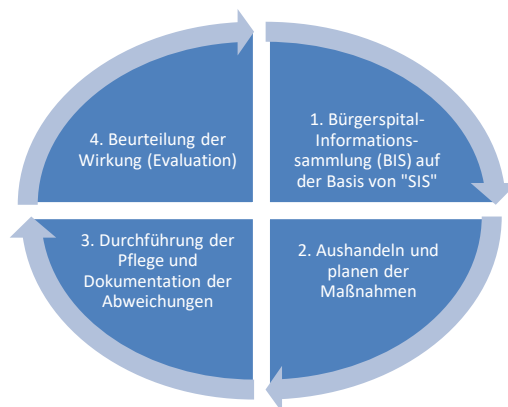 1. Bürgerspital-
Informations-
sammlung (BIS) auf
der Basis von "SIS"
2. Aushandeln und
planen der
Maßnahmen
3. Durchführung der
Pflege und
Dokumentation der
Abweichungen
4. Beurteilung der
Wirkung (Evaluation)